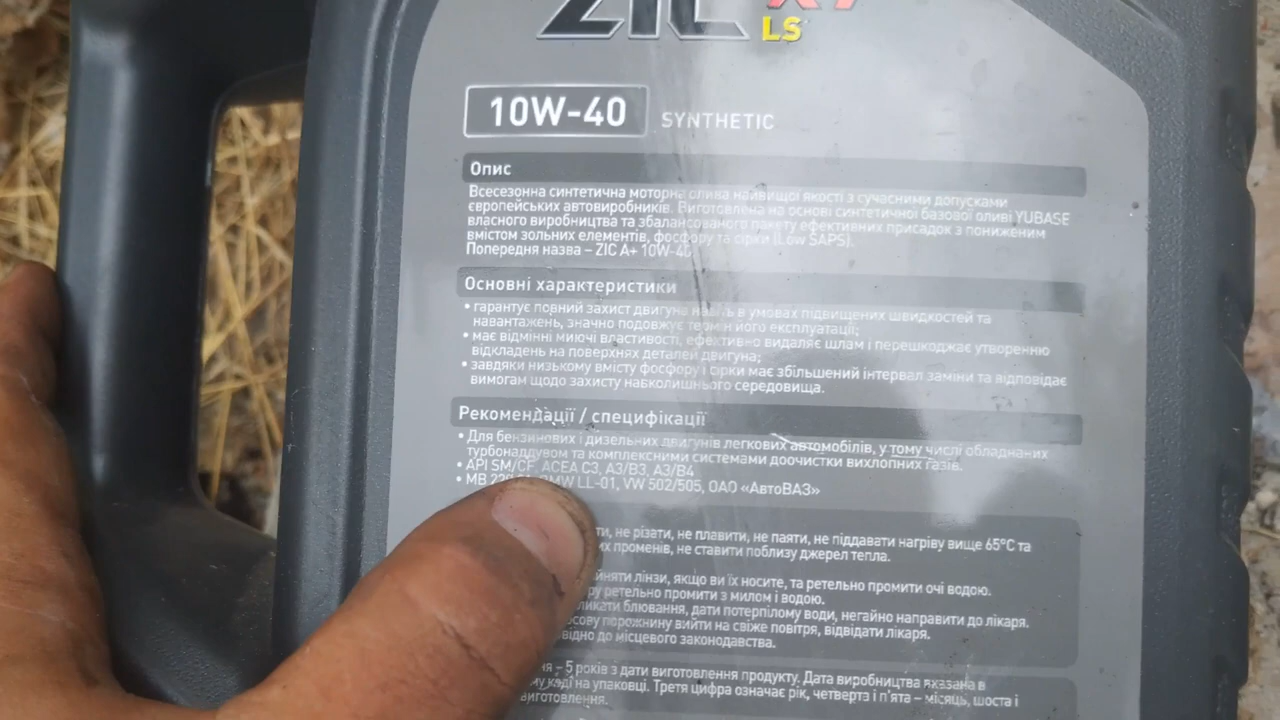 ZIC X7
LS
10W-40 SYNTHETIC
Опис
Всесезонна синтетична моторна олива найвищої якості з сучасними допусками
європейських автовиробників. Виготовлена на основі синтетичної базової оливі YUBASE
власного виробництва та збалансованого пакету ефективних присадок з пониженим
вмістом зольних елементів, фосфору та сірки (Low SAPS).
Попередня назва – ZIC A+ 10W-40
Основні характеристики
• гарантує повний захист двигуна навіть в умовах підвищених швидкостей та
навантажень, значно подовжує термін його експлуатації;
• має відмінні миючі властивості, ефективно видаляє шлам і перешкоджає утворенню
відкладень на поверхнях деталей двигуна;
• завдяки низькому вмісту фосфору і сірки має збільшений інтервал заміни та відповідає
вимогам щодо захисту навколишнього середовища.
Рекомендації / специфікації
• Для бензинових і дизельних двигунів легкових автомобілів, у тому числі обладнаних
турбонаддувом та комплексними системами доочистки вихлопних газів.
• API SM/CF, ACEA C3, A3/B3, A3/B4
• MB BMW LL-01, VW 502/505, ОАО «АвтоВАЗ»
не різати, не плавити, не паяти, не піддавати нагріву вище 65°C та
променів, не ставити поблизу джерел тепла.
лінзи, якщо ви їх носите, та ретельно промити очі водою.
ретельно промити з милом і водою.
блювання, дати потерпілому води, негайно направити до лікаря.
порожнину вийти на свіже повітря, відвідати лікаря.
до місцевого законодавства.
– 5 років з дати виготовлення продукту. Дата виробництва вказана в
коді на упаковці. Третя цифра означає рік, четверта і п'ята – місяць, шоста і
виготовлення.